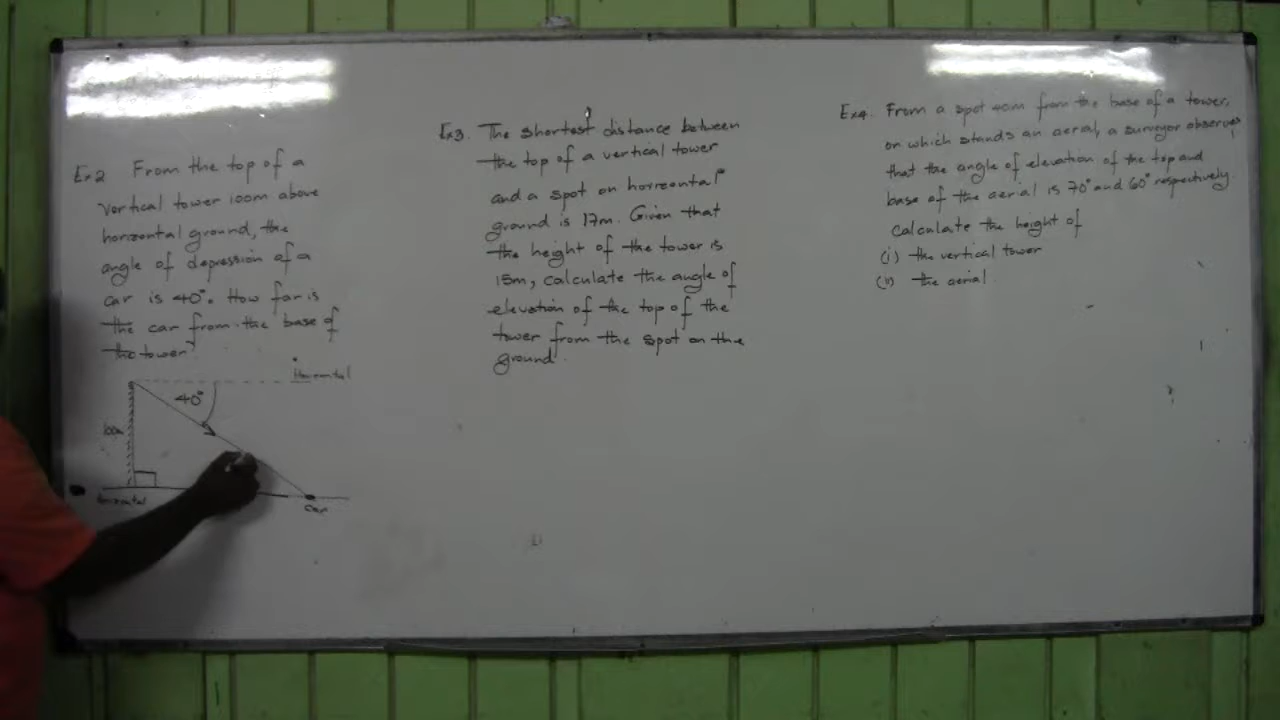 Ex 2 From the top of a
vertical tower 100m above
horizontal ground, the
angle of depression of a
car is 40°. How far is
the car from the base of
the tower
Horizontal
40°
100m
horizontal
car
Ex3. The shortest distance between
the top of a vertical tower
and a spot on horizontal
ground is 17m. Given that
the height of the tower is
15m, calculate the angle of
elevation of the top of the
tower from the spot on the
ground.
Ex4. From a spot 40m from the base of a tower,
on which stands an aerial, a surveyor observes
that the angle of elevation of the top and
base of the aerial is 70° and 60° respectively.
Calculate the height of
(i) the vertical tower
(ii) the aerial.